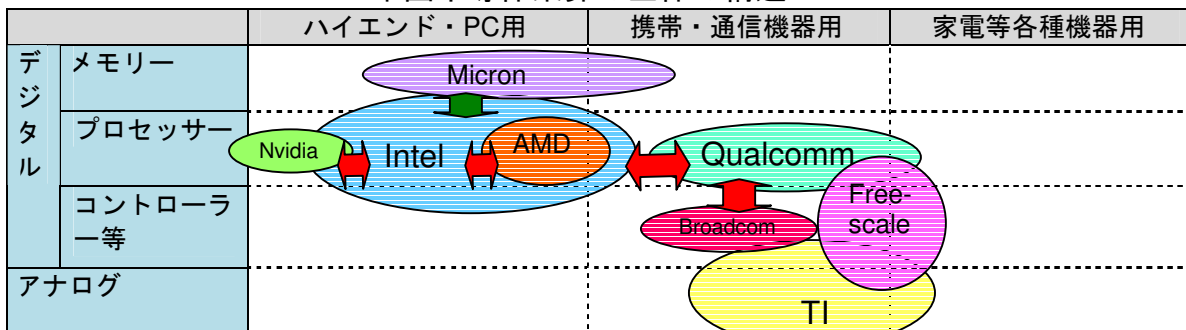 ハイエンド・PC用 携帯・通信機器用 家電等各種機器用
デジタル
メモリー
Micron
プロセッサー
Nvidia
Intel
AMD
Qualcomm
コントローラ
ー等
Broadcom
Free-
scale
アナログ
TI